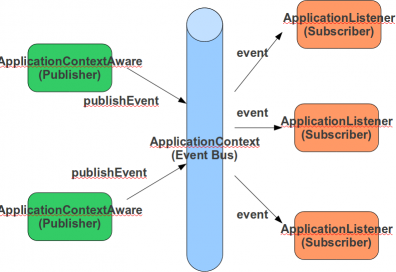 ApplicationContextAware
(Publisher)
publishEvent
publishEvent
ApplicationContextAware
(Publisher)
ApplicationContext
(Event Bus)
event
ApplicationListener
(Subscriber)
event
ApplicationListener
(Subscriber)
event
ApplicationListener
(Subscriber)